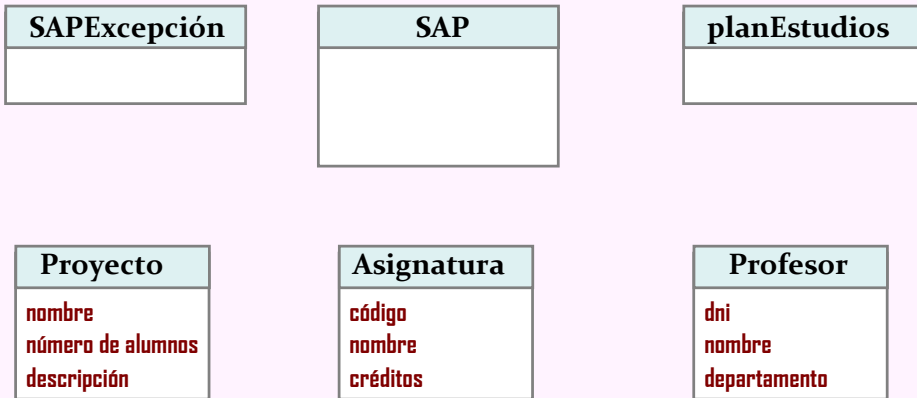 SAPExcepción
SAP
planEstudios
Proyecto
nombre
número de alumnos
descripción
Asignatura
código
nombre
créditos
Profesor
dni
nombre
departamento